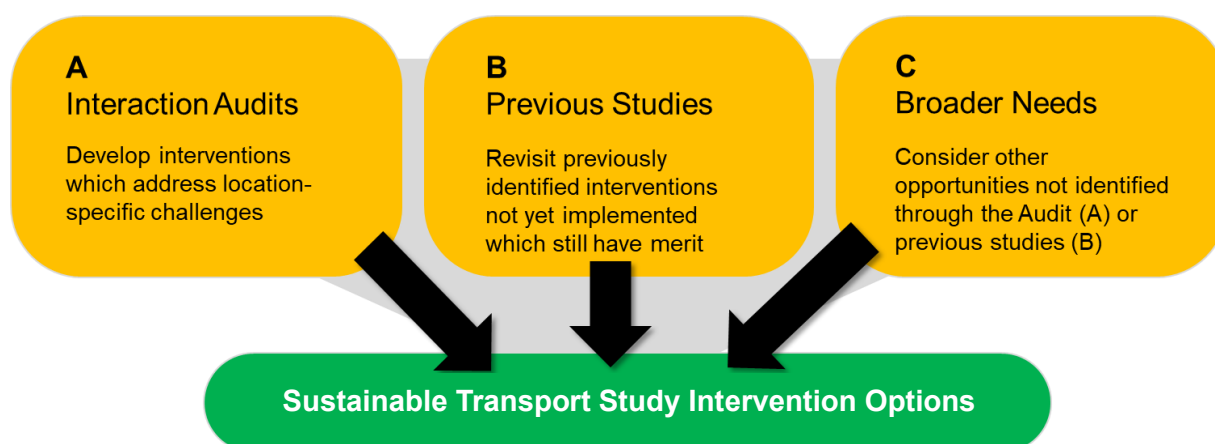 A
Interaction Audits
Develop interventions
which address location-
specific challenges
B
Previous Studies
Revisit previously
identified interventions
not yet implemented
which still have merit
C
Broader Needs
Consider other
opportunities not identified
through the Audit (A) or
previous studies (B)
Sustainable Transport Study Intervention Options